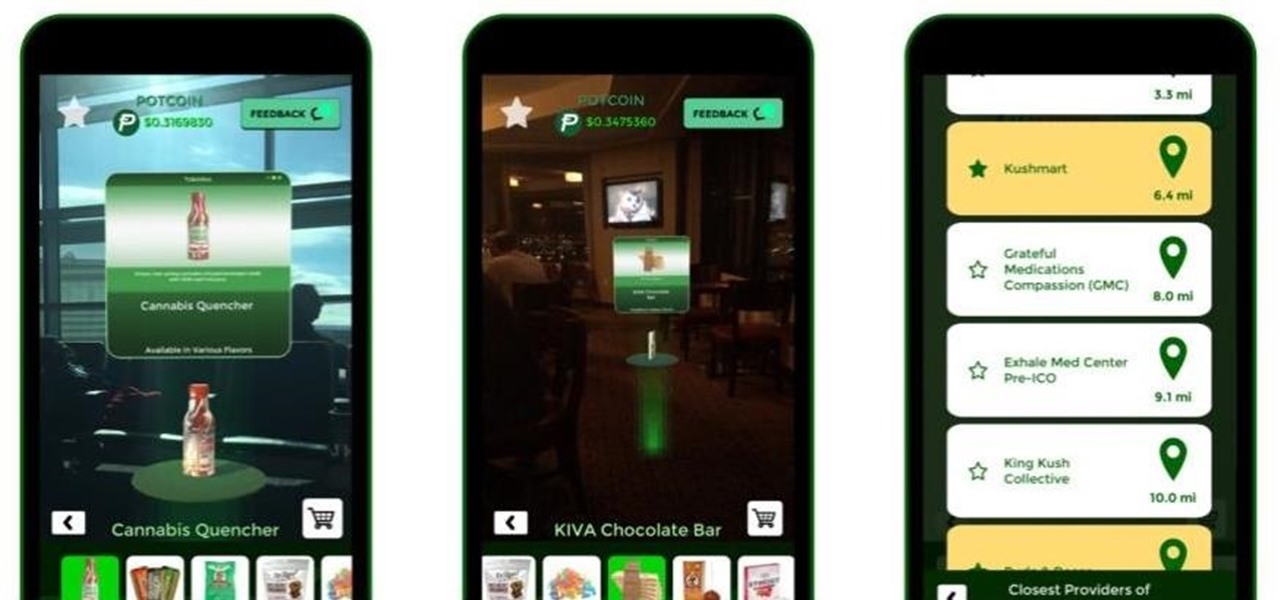 POTCOIN
$0.3169830
FEEDBACK
Cannabis Quencher
Available in Various Flavors
Cannabis Quencher
POTCOIN
$0.3475360
FEEDBACK
KIVA Chocolate Bar
3.3 mi
Kushmart
6.4 mi
Grateful
Medications
Compassion (GMC)
8.0 mi
Exhale Med Center
Pre-ICO
9.1 mi
King Kush
Collective
10.0 mi
Closest Providers of